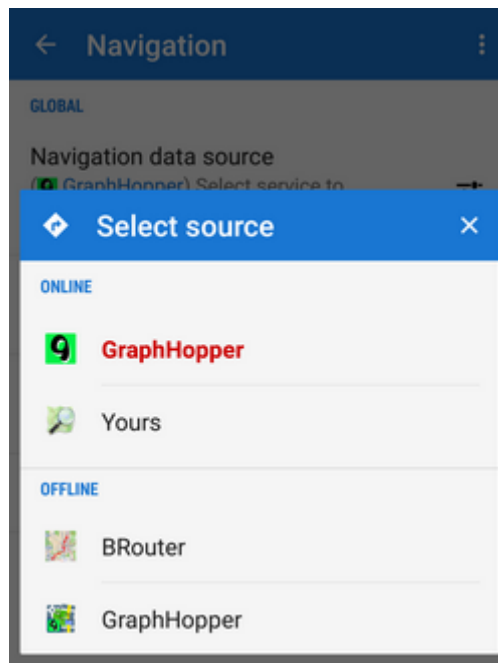 Navigation
GLOBAL
Navigation data source
(GraphHopper) Select service to
Select source
ONLINE
GraphHopper
Yours
OFFLINE
BRouter
GraphHopper